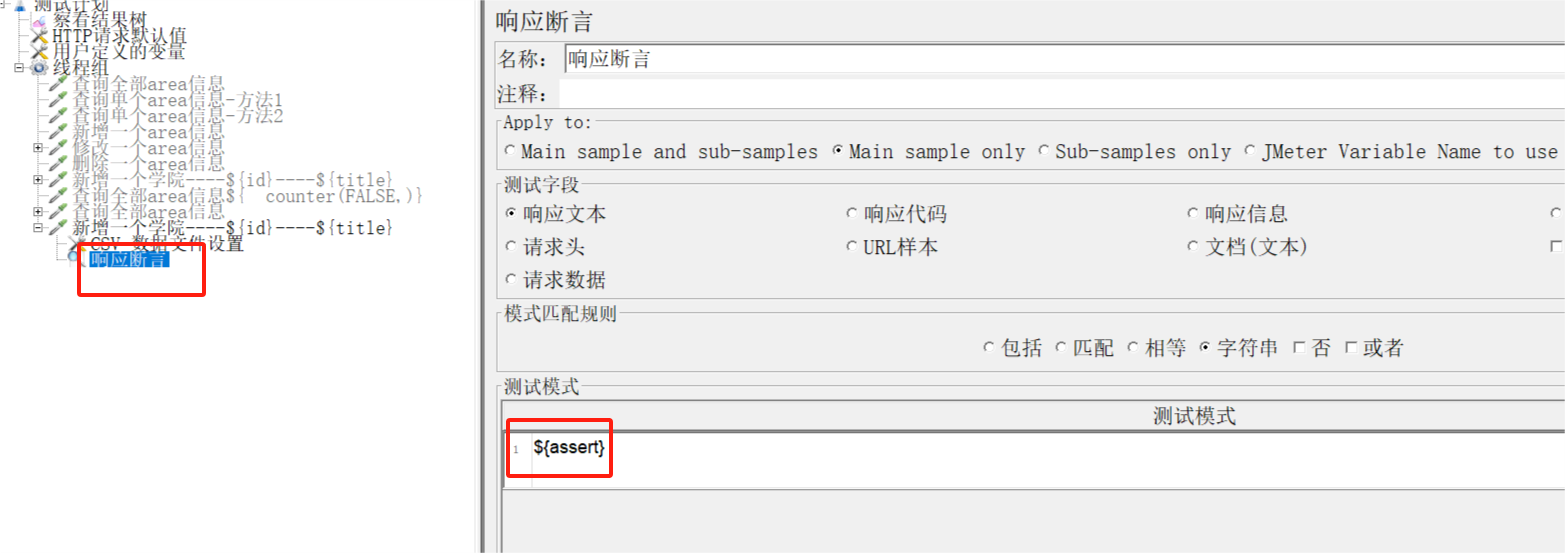 测试计划
察看结果树
HTTP请求默认值
用户定义的变量
线程组
查询全部area信息
查询单个area信息-方法1
查询单个area信息-方法2
新增一个area信息
修改一个area信息
删除一个area信息
新增一个学院----${id}----${title}
查询全部area信息${ counter(FALSE,)}
查询全部area信息
新增一个学院----${id}----${title}
CSV 数据文件设置
响应断言
响应断言
名称： 响应断言
注释：
Apply to:
Main sample and sub-samples Main sample only Sub-samples only JMeter Variable Name to use
测试字段
响应文本 响应代码 响应信息
请求头 URL样本 文档(文本)
请求数据
模式匹配规则
包括 匹配 相等 字符串 否 或者
测试模式
测试模式
1 ${assert}